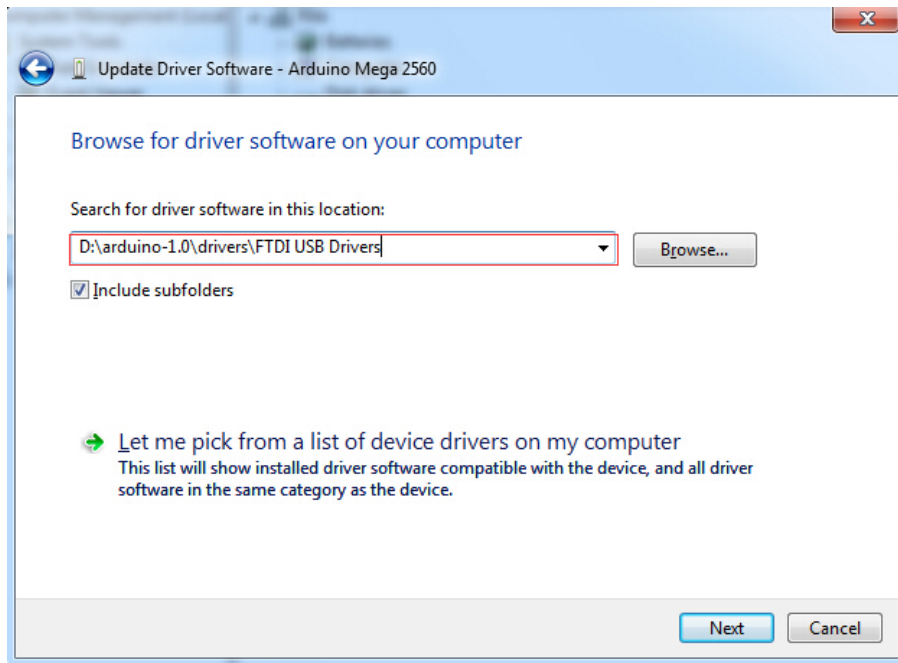 Update Driver Software - Arduino Mega 2560
Browse for driver software on your computer
Search for driver software in this location:
D:\arduino-1.0\drivers\FTDI USB Drivers
Browse...
Include subfolders
Let me pick from a list of device drivers on my computer
This list will show installed driver software compatible with the device, and all driver
software in the same category as the device.
Next
Cancel